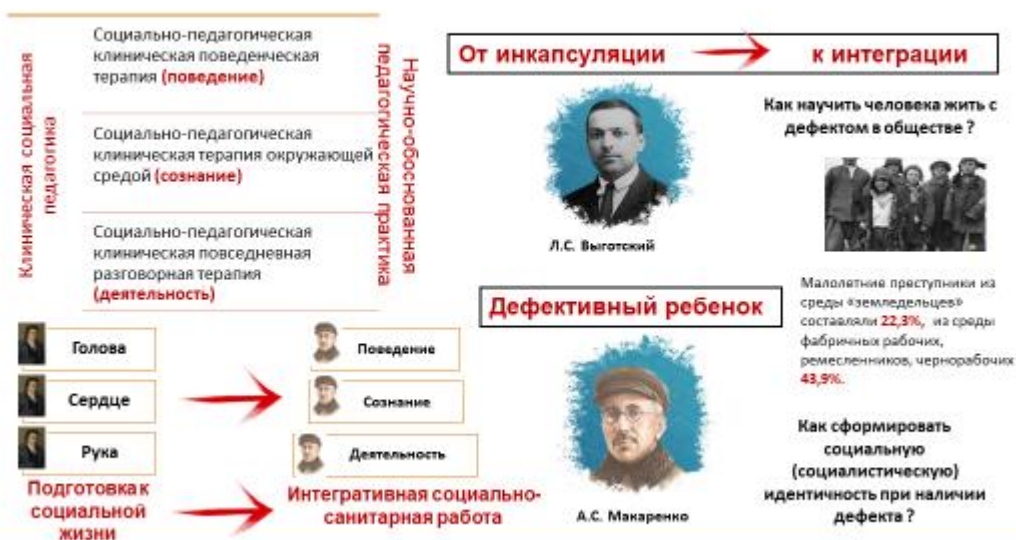 Клиническая социальная
педагогика
Социально-педагогическая
клиническая поведенческая
терапия (поведение)
Социально-педагогическая
клиническая терапия окружающей
средой (сознание)
Социально-педагогическая
клиническая повседневная
разговорная терапия
(деятельность)
Научно-обоснованная
педагогическая практика
Голова
Сердце
Рука
Подготовка к
социальной
жизни
Поведение
Сознание
Деятельность
Интегративная социально-
санитарная работа
От инкапсуляции к интеграции
Л.С. Выготский
Как научить человека жить с
дефектом в обществе ?
Дефективный ребенок
А.С. Макаренко
Малолетние преступники из
среды «земледельцев»
составляли 22,3%, из среды
фабричных рабочих,
ремесленников, чернорабочих
43,9%.
Как сформировать
социальную
(социалистическую)
идентичность при наличии
дефекта ?